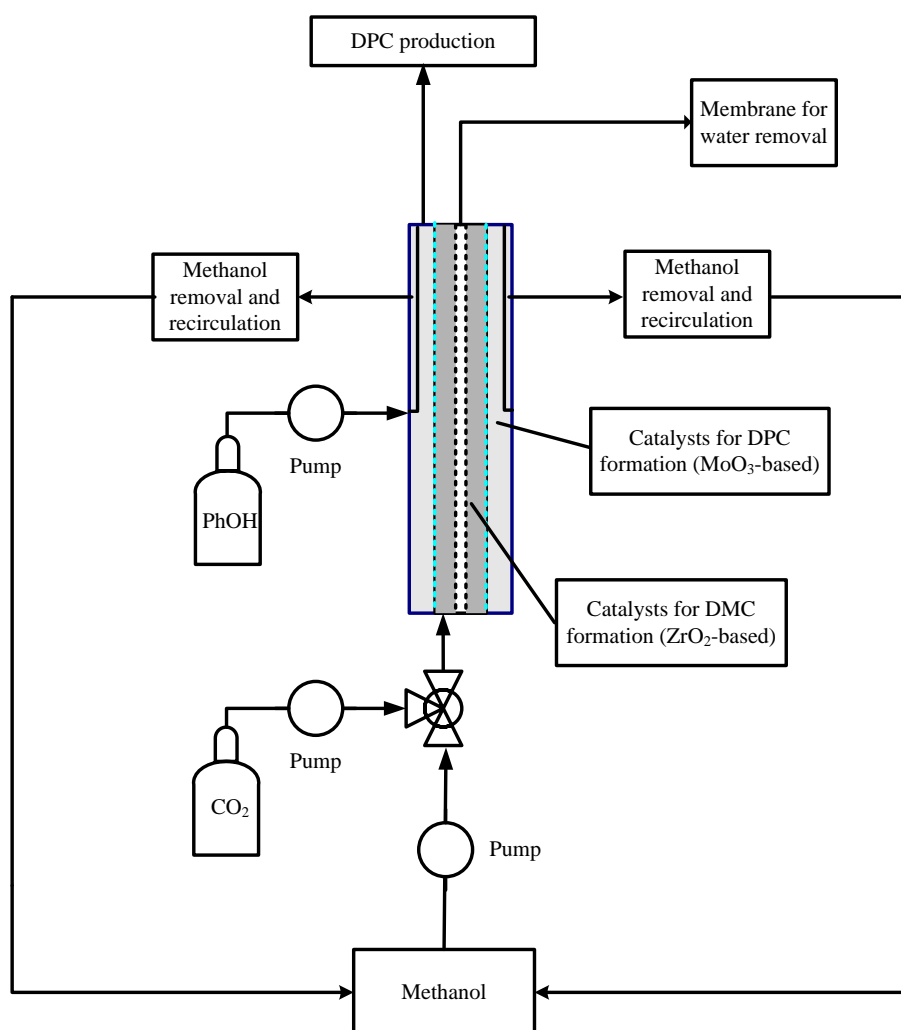 DPC production
Membrane for
water removal
Methanol
removal and
recirculation
Methanol
removal and
recirculation
Pump
PhOH
Catalysts for DPC
formation (MoO₃-based)
Catalysts for DMC
formation (ZrO₂-based)
Pump
CO₂
Pump
Methanol